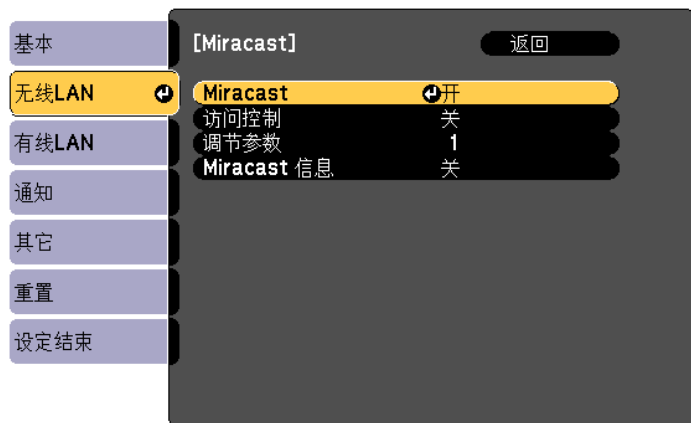 基本
无线LAN
有线LAN
通知
其它
重置
设定结束
[Miracast] 返回
Miracast 开
访问控制 关
调节参数 1
Miracast 信息 关